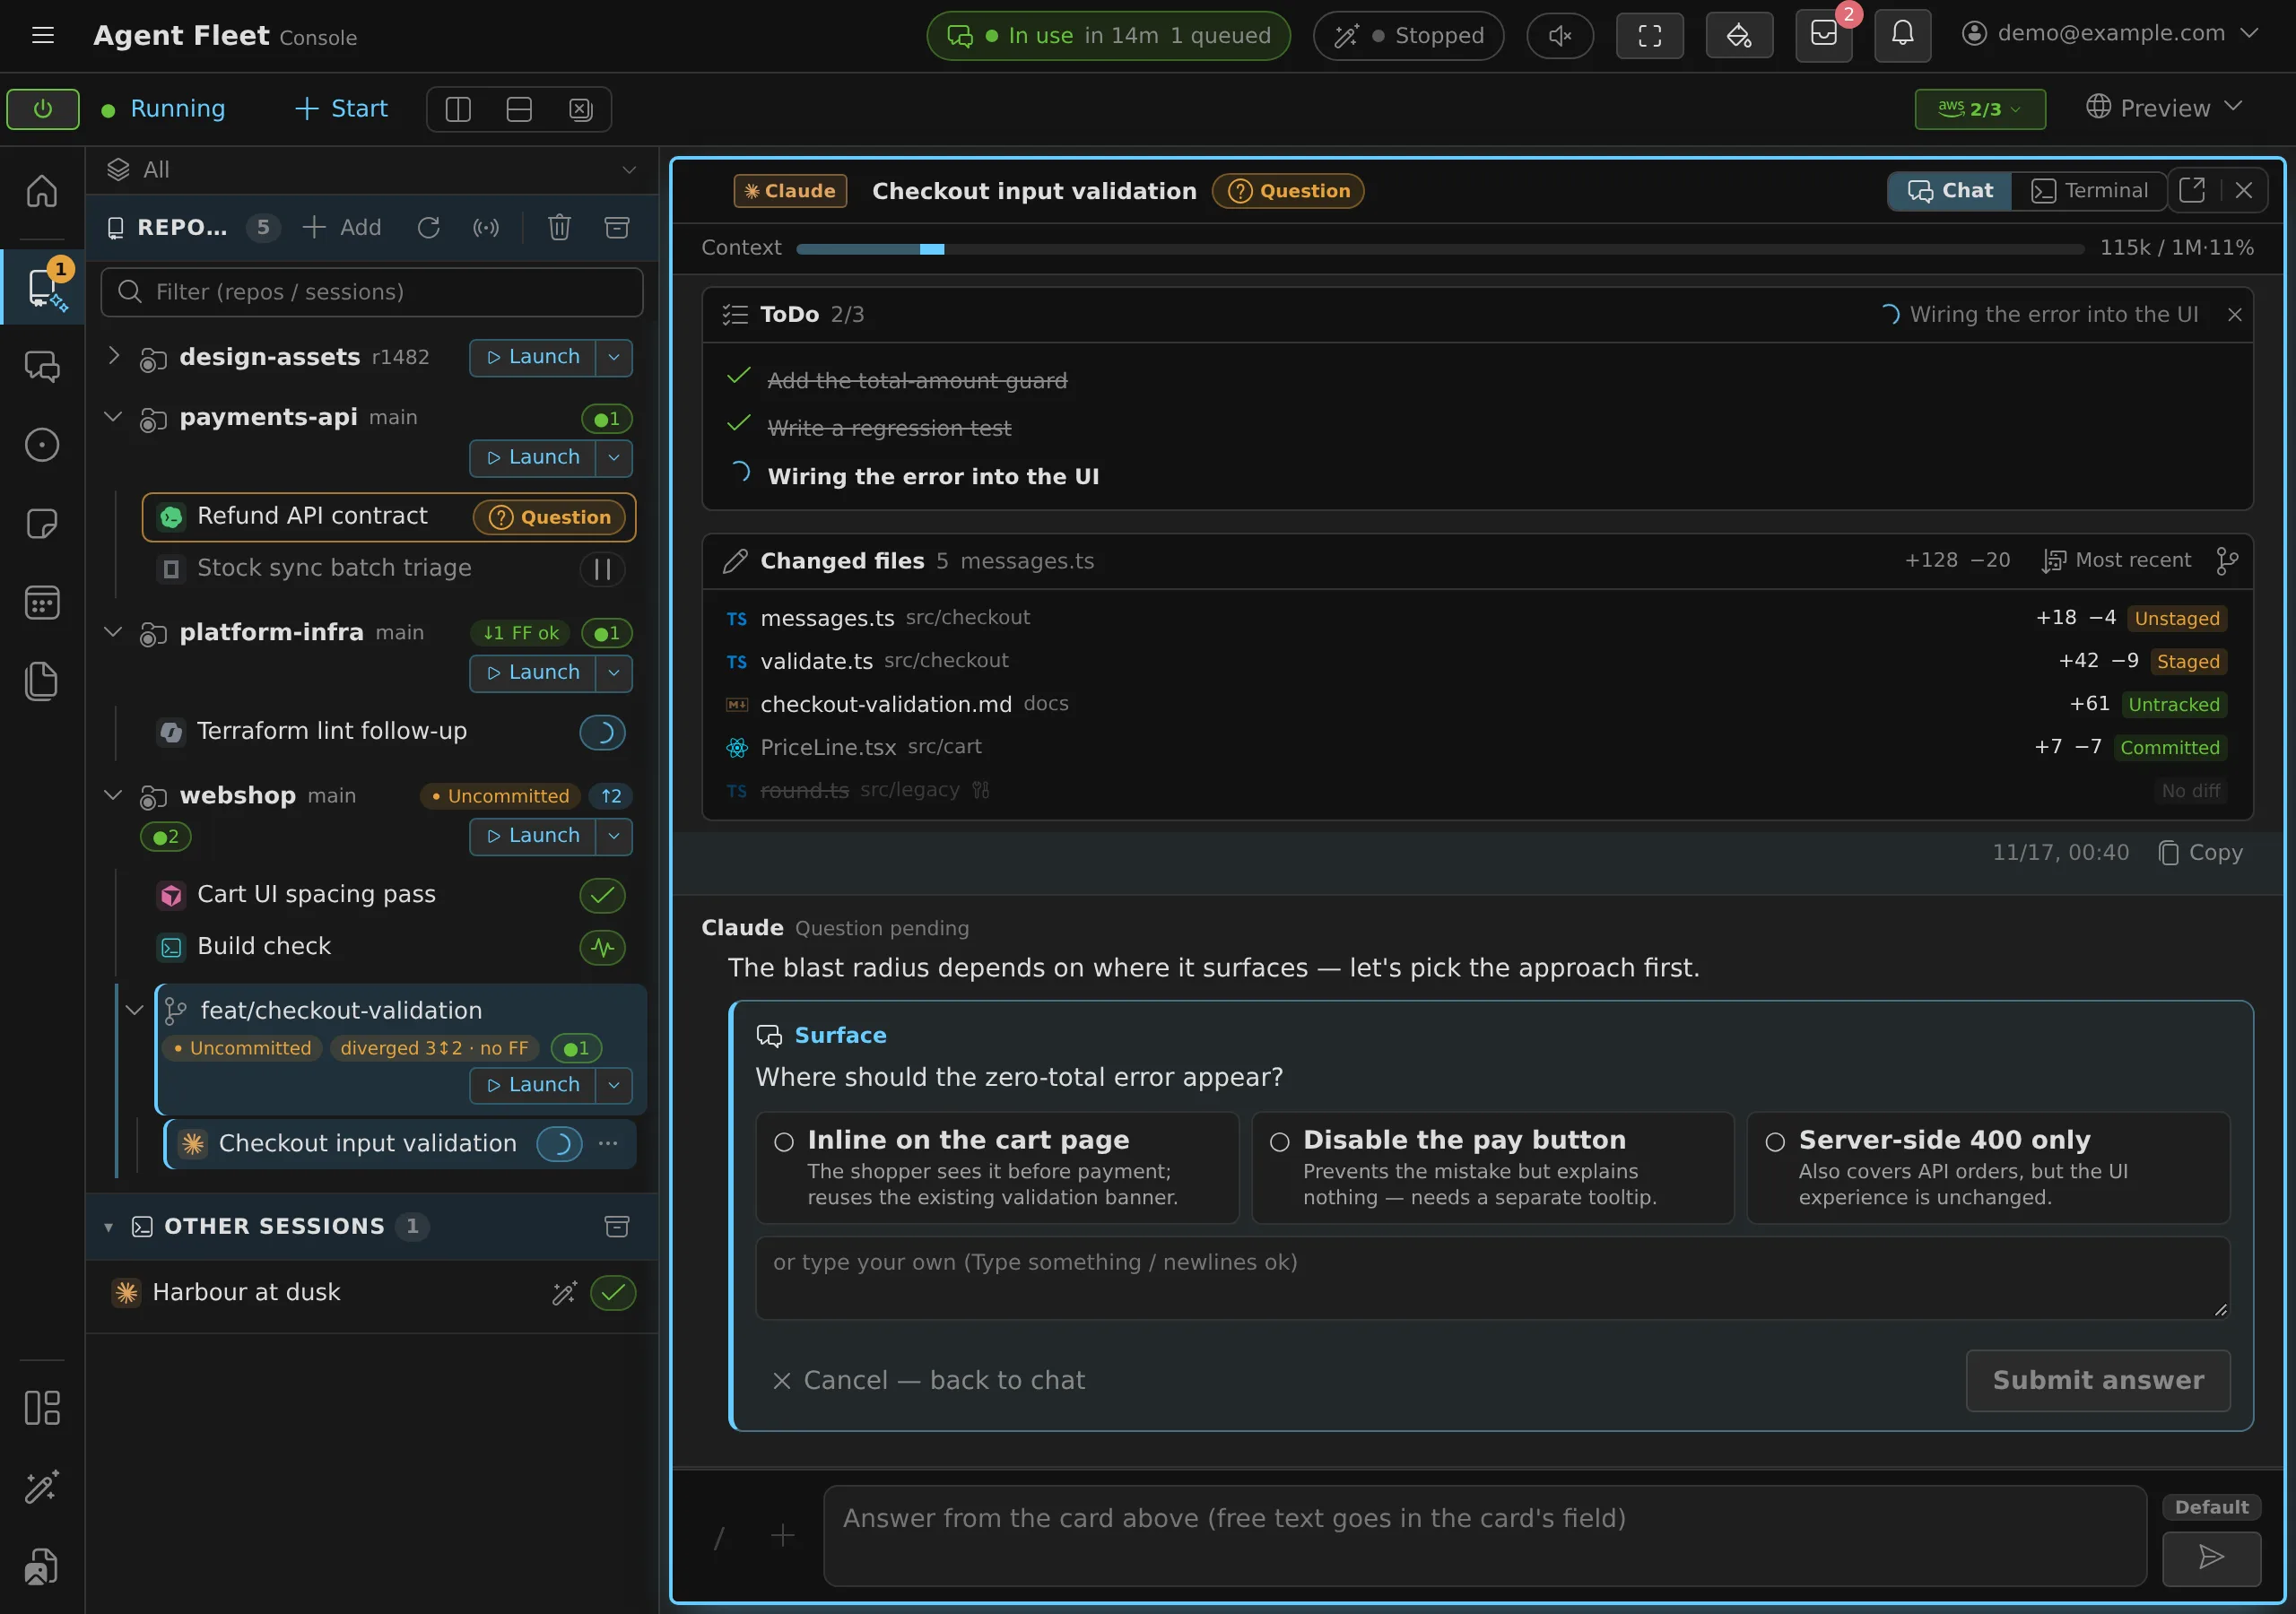 Agent Fleet Console
In use in 14m 1 queued
Stopped
2
demo@example.com
Running
+ Start
aws 2/3
Preview
All
REPO... 5 + Add
1
Filter (repos / sessions)
design-assets r1482
Launch
payments-api main
1
Launch
Refund API contract
Question
Stock sync batch triage
platform-infra main
↓1 FF ok
1
Launch
Terraform lint follow-up
webshop main
• Uncommitted
↑2
2
Launch
Cart UI spacing pass
Build check
feat/checkout-validation
• Uncommitted
diverged 3↕2 · no FF
1
Launch
Checkout input validation
OTHER SESSIONS 1
Harbour at dusk
Claude
Checkout input validation
Question
Chat
Terminal
Context
115k / 1M·11%
ToDo 2/3
Wiring the error into the UI
Add the total-amount guard
Write a regression test
Wiring the error into the UI
Changed files 5 messages.ts
+128 −20
Most recent
TS messages.ts src/checkout
+18 −4 Unstaged
TS validate.ts src/checkout
+42 −9 Staged
M↓ checkout-validation.md docs
+61 Untracked
PriceLine.tsx src/cart
+7 −7 Committed
TS round.ts src/legacy
No diff
11/17, 00:40
Copy
Claude Question pending
The blast radius depends on where it surfaces — let's pick the approach first.
Surface
Where should the zero-total error appear?
Inline on the cart page
The shopper sees it before payment;
reuses the existing validation banner.
Disable the pay button
Prevents the mistake but explains
nothing — needs a separate tooltip.
Server-side 400 only
Also covers API orders, but the UI
experience is unchanged.
or type your own (Type something / newlines ok)
Cancel — back to chat
Submit answer
/ +
Answer from the card above (free text goes in the card's field)
Default